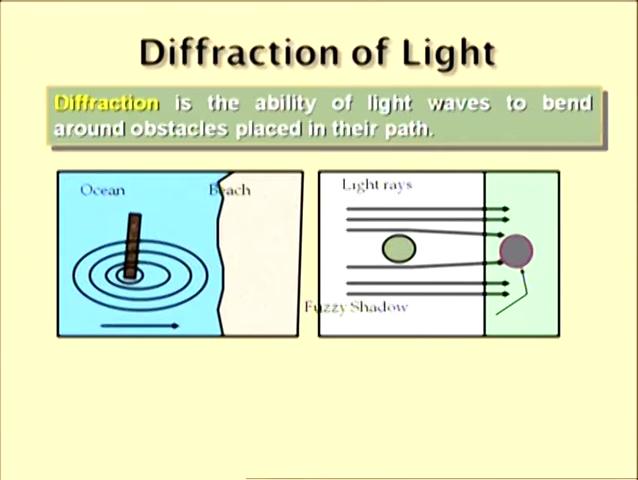 Diffraction of Light
Diffraction is the ability of light waves to bend
around obstacles placed in their path.
Ocean
Beach
Light rays
Fuzzy Shadow